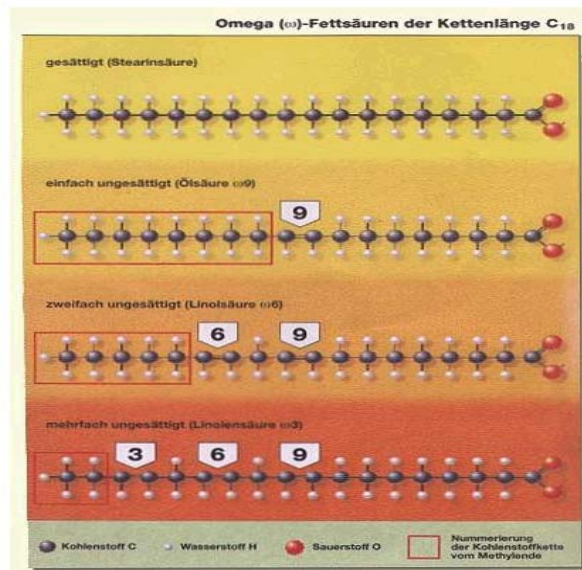 Omega (ω)-Fettsäuren der Kettenlänge C₁₈
gesättigt (Stearinsäure)
einfach ungesättigt (Ölsäure ω9)
9
zweifach ungesättigt (Linolsäure ω6)
6 9
mehrfach ungesättigt (Linolensäure ω3)
3 6 9
Kohlenstoff C Wasserstoff H Sauerstoff O
Nummerierung
der Kohlenstoffkette
vom Methylende